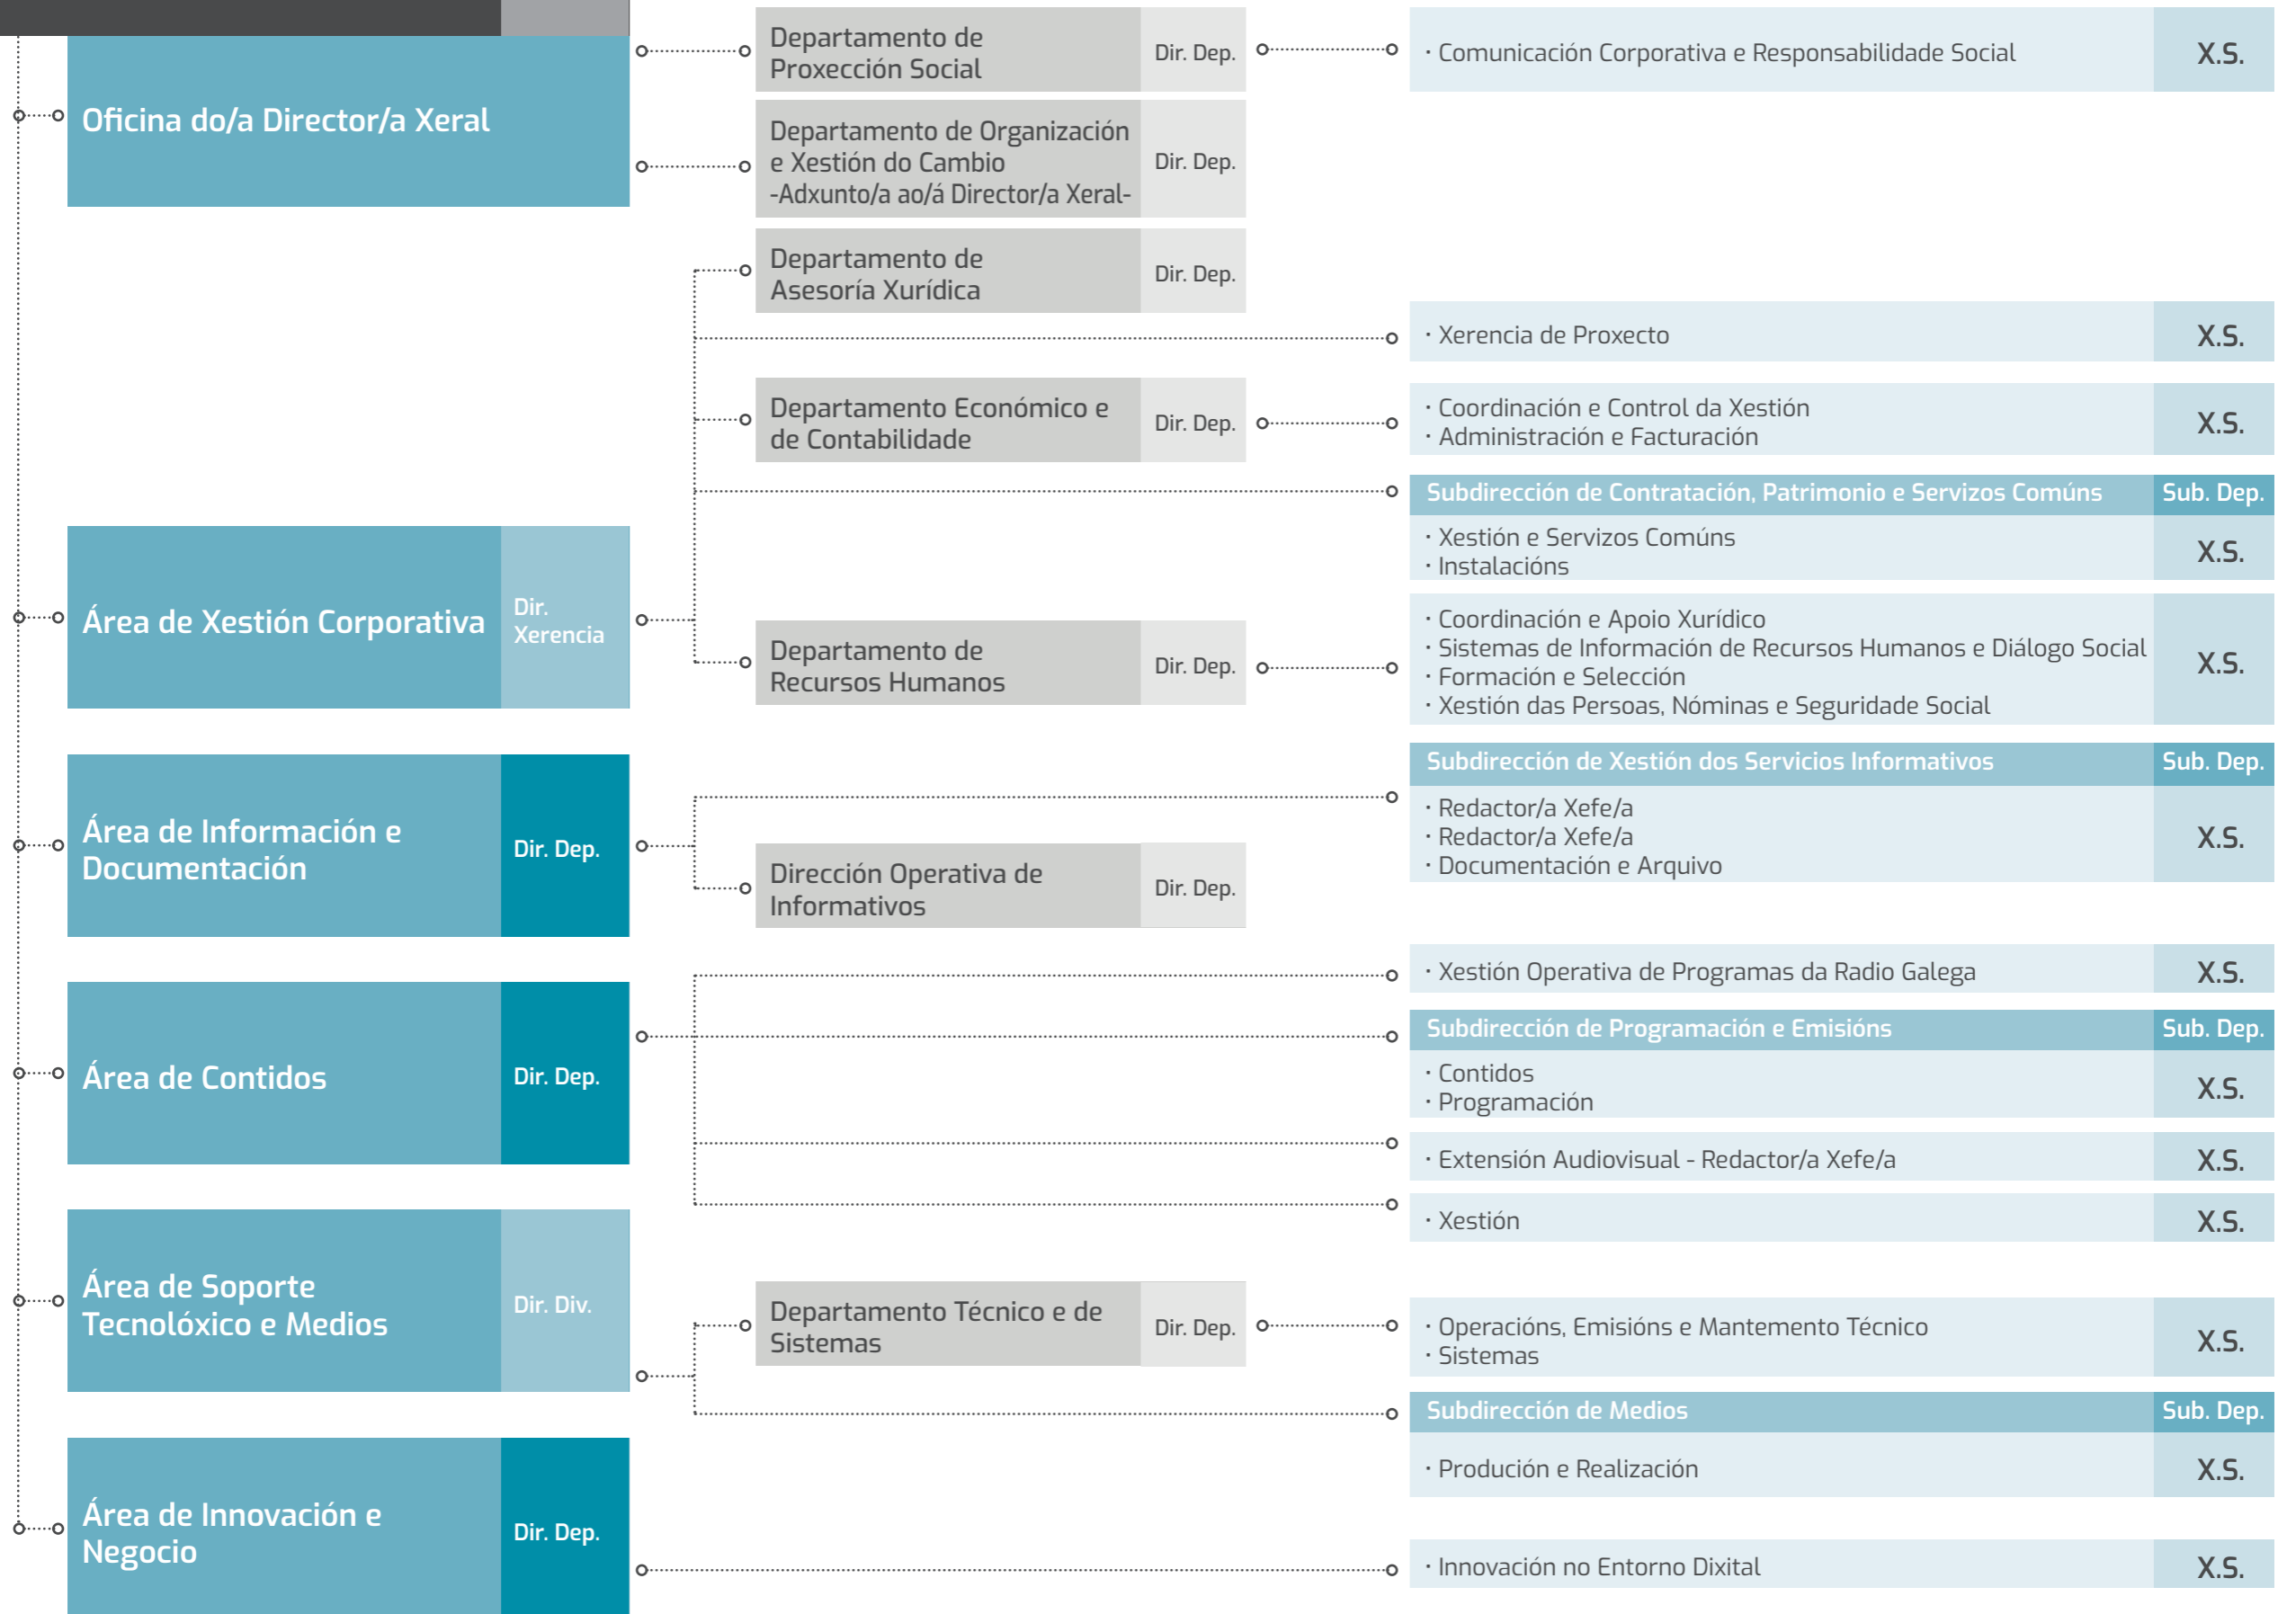 Oficina do/a Director/a Xeral
Departamento de
Proxección Social
Dir. Dep.
· Comunicación Corporativa e Responsabilidade Social
X.S.
Departamento de Organización
e Xestión do Cambio
-Adxunto/a ao/á Director/a Xeral-
Dir. Dep.
Área de Xestión Corporativa
Dir.
Xerencia
Departamento de
Asesoría Xurídica
Dir. Dep.
· Xerencia de Proxecto
X.S.
Departamento Económico e
de Contabilidade
Dir. Dep.
· Coordinación e Control da Xestión
· Administración e Facturación
X.S.
Subdirección de Contratación, Patrimonio e Servizos Comúns
Sub. Dep.
· Xestión e Servizos Comúns
· Instalacións
X.S.
Departamento de
Recursos Humanos
Dir. Dep.
· Coordinación e Apoio Xurídico
· Sistemas de Información de Recursos Humanos e Diálogo Social
· Formación e Selección
· Xestión das Persoas, Nóminas e Seguridade Social
X.S.
Área de Información e
Documentación
Dir. Dep.
Subdirección de Xestión dos Servicios Informativos
Sub. Dep.
· Redactor/a Xefe/a
· Redactor/a Xefe/a
· Documentación e Arquivo
X.S.
Dirección Operativa de
Informativos
Dir. Dep.
Área de Contidos
Dir. Dep.
· Xestión Operativa de Programas da Radio Galega
X.S.
Subdirección de Programación e Emisións
Sub. Dep.
· Contidos
· Programación
X.S.
· Extensión Audiovisual - Redactor/a Xefe/a
X.S.
· Xestión
X.S.
Área de Soporte
Tecnolóxico e Medios
Dir. Div.
Departamento Técnico e de
Sistemas
Dir. Dep.
· Operacións, Emisións e Mantemento Técnico
· Sistemas
X.S.
Subdirección de Medios
Sub. Dep.
· Produción e Realización
X.S.
Área de Innovación e
Negocio
Dir. Dep.
· Innovación no Entorno Dixital
X.S.